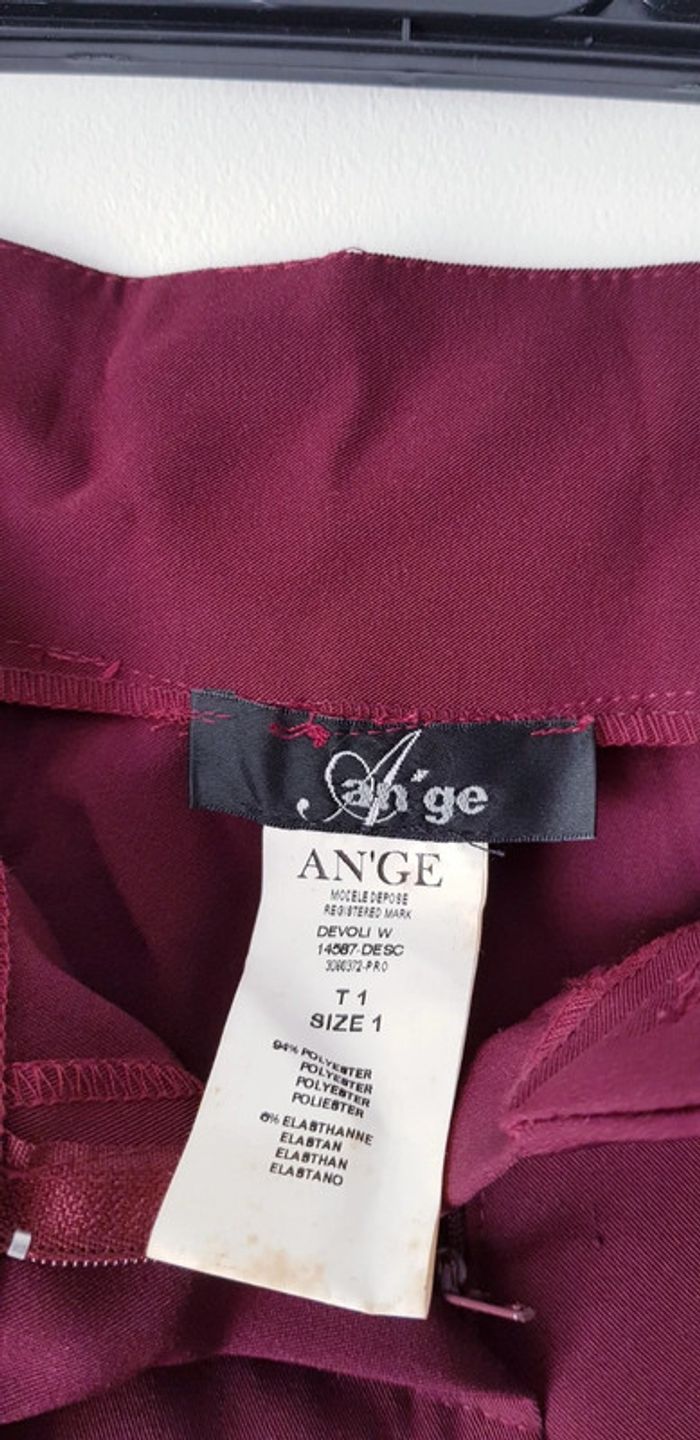 An'ge
AN'GE
MODELE DEPOSE
REGISTERED MARK
DEVOLI W
14587-DESC
3080372-PRO
T 1
SIZE 1
94% POLYESTER
POLYESTER
POLYESTER
POLIESTER
6% ELASTHANNE
ELASTAN
ELASTHAN
ELASTANO